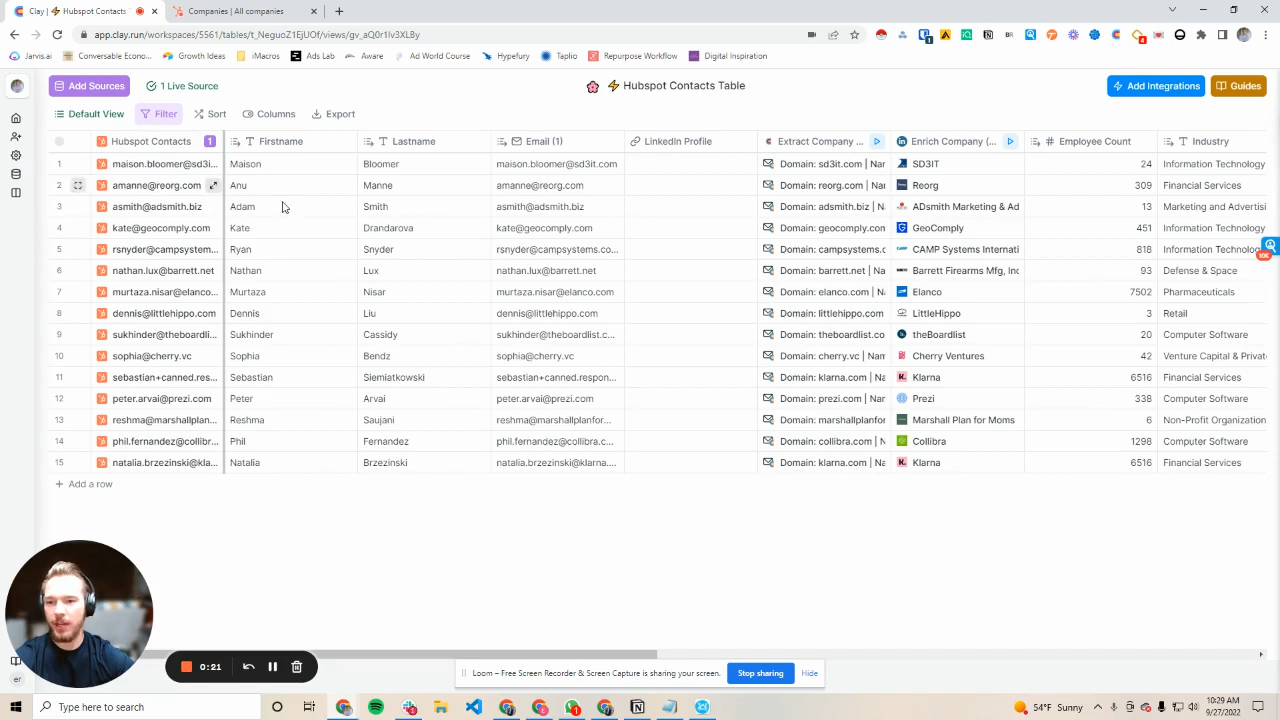 Clay | ⚡ Hubspot Contacts
Companies | All companies
app.clay.run/workspaces/5561/tables/t_NeguoZ1EjUOf/views/gv_aQ0r1Iv3XLBy
Jarvis.ai
Conversable Econo...
Growth Ideas
iMacros
Ads Lab
Aware
Co Ad World Course
Hypefury
Taplio
Repurpose Workflow
Digital Inspiration
Add Sources
1 Live Source
⚡ Hubspot Contacts Table
Add Integrations
Guides
Default View
Filter
Sort
Columns
Export
Hubspot Contacts 1 Firstname Lastname Email (1) LinkedIn Profile Extract Company ... Enrich Company (... # Employee Count Industry
1 maison.bloomer@sd3i... Maison Bloomer maison.bloomer@sd3it.com Domain: sd3it.com | Nar SD3IT 24 Information Technology
2 amanne@reorg.com Anu Manne amanne@reorg.com Domain: reorg.com | Nar Reorg 309 Financial Services
3 asmith@adsmith.biz Adam Smith asmith@adsmith.biz Domain: adsmith.biz | Na ADsmith Marketing & Ad 13 Marketing and Advertisi
4 kate@geocomply.com Kate Drandarova kate@geocomply.com Domain: geocomply.com GeoComply 451 Information Technology
5 rsnyder@campsystem... Ryan Snyder rsnyder@campsystems.co... Domain: campsystems.c CAMP Systems Internati 818 Information Technology
6 nathan.lux@barrett.net Nathan Lux nathan.lux@barrett.net Domain: barrett.net | Na Barrett Firearms Mfg, Inc 93 Defense & Space
7 murtaza.nisar@elanco... Murtaza Nisar murtaza.nisar@elanco.com Domain: elanco.com | Na Elanco 7502 Pharmaceuticals
8 dennis@littlehippo.com Dennis Liu dennis@littlehippo.com Domain: littlehippo.com LittleHippo 3 Retail
9 sukhinder@theboardli... Sukhinder Cassidy sukhinder@theboardlist.c... Domain: theboardlist.co theBoardlist 20 Computer Software
10 sophia@cherry.vc Sophia Bendz sophia@cherry.vc Domain: cherry.vc | Nam Cherry Ventures 42 Venture Capital & Private
11 sebastian+canned.res... Sebastian Siemiatkowski sebastian+canned.respon... Domain: klarna.com | Na Klarna 6516 Financial Services
12 peter.arvai@prezi.com Peter Arvai peter.arvai@prezi.com Domain: prezi.com | Nar Prezi 338 Computer Software
13 reshma@marshallplan... Reshma Saujani reshma@marshallplanfor... Domain: marshallplanfor Marshall Plan for Moms 6 Non-Profit Organization
14 phil.fernandez@collibr... Phil Fernandez phil.fernandez@collibra.c... Domain: collibra.com | N Collibra 1298 Computer Software
15 natalia.brzezinski@kla... Natalia Brzezinski natalia.brzezinski@klarna.... Domain: klarna.com | Na Klarna 6516 Financial Services
+ Add a row
10K
0:21
Loom – Free Screen Recorder & Screen Capture is sharing your screen.
Stop sharing
Hide
Type here to search
54°F Sunny
10:29 AM
9/27/2022